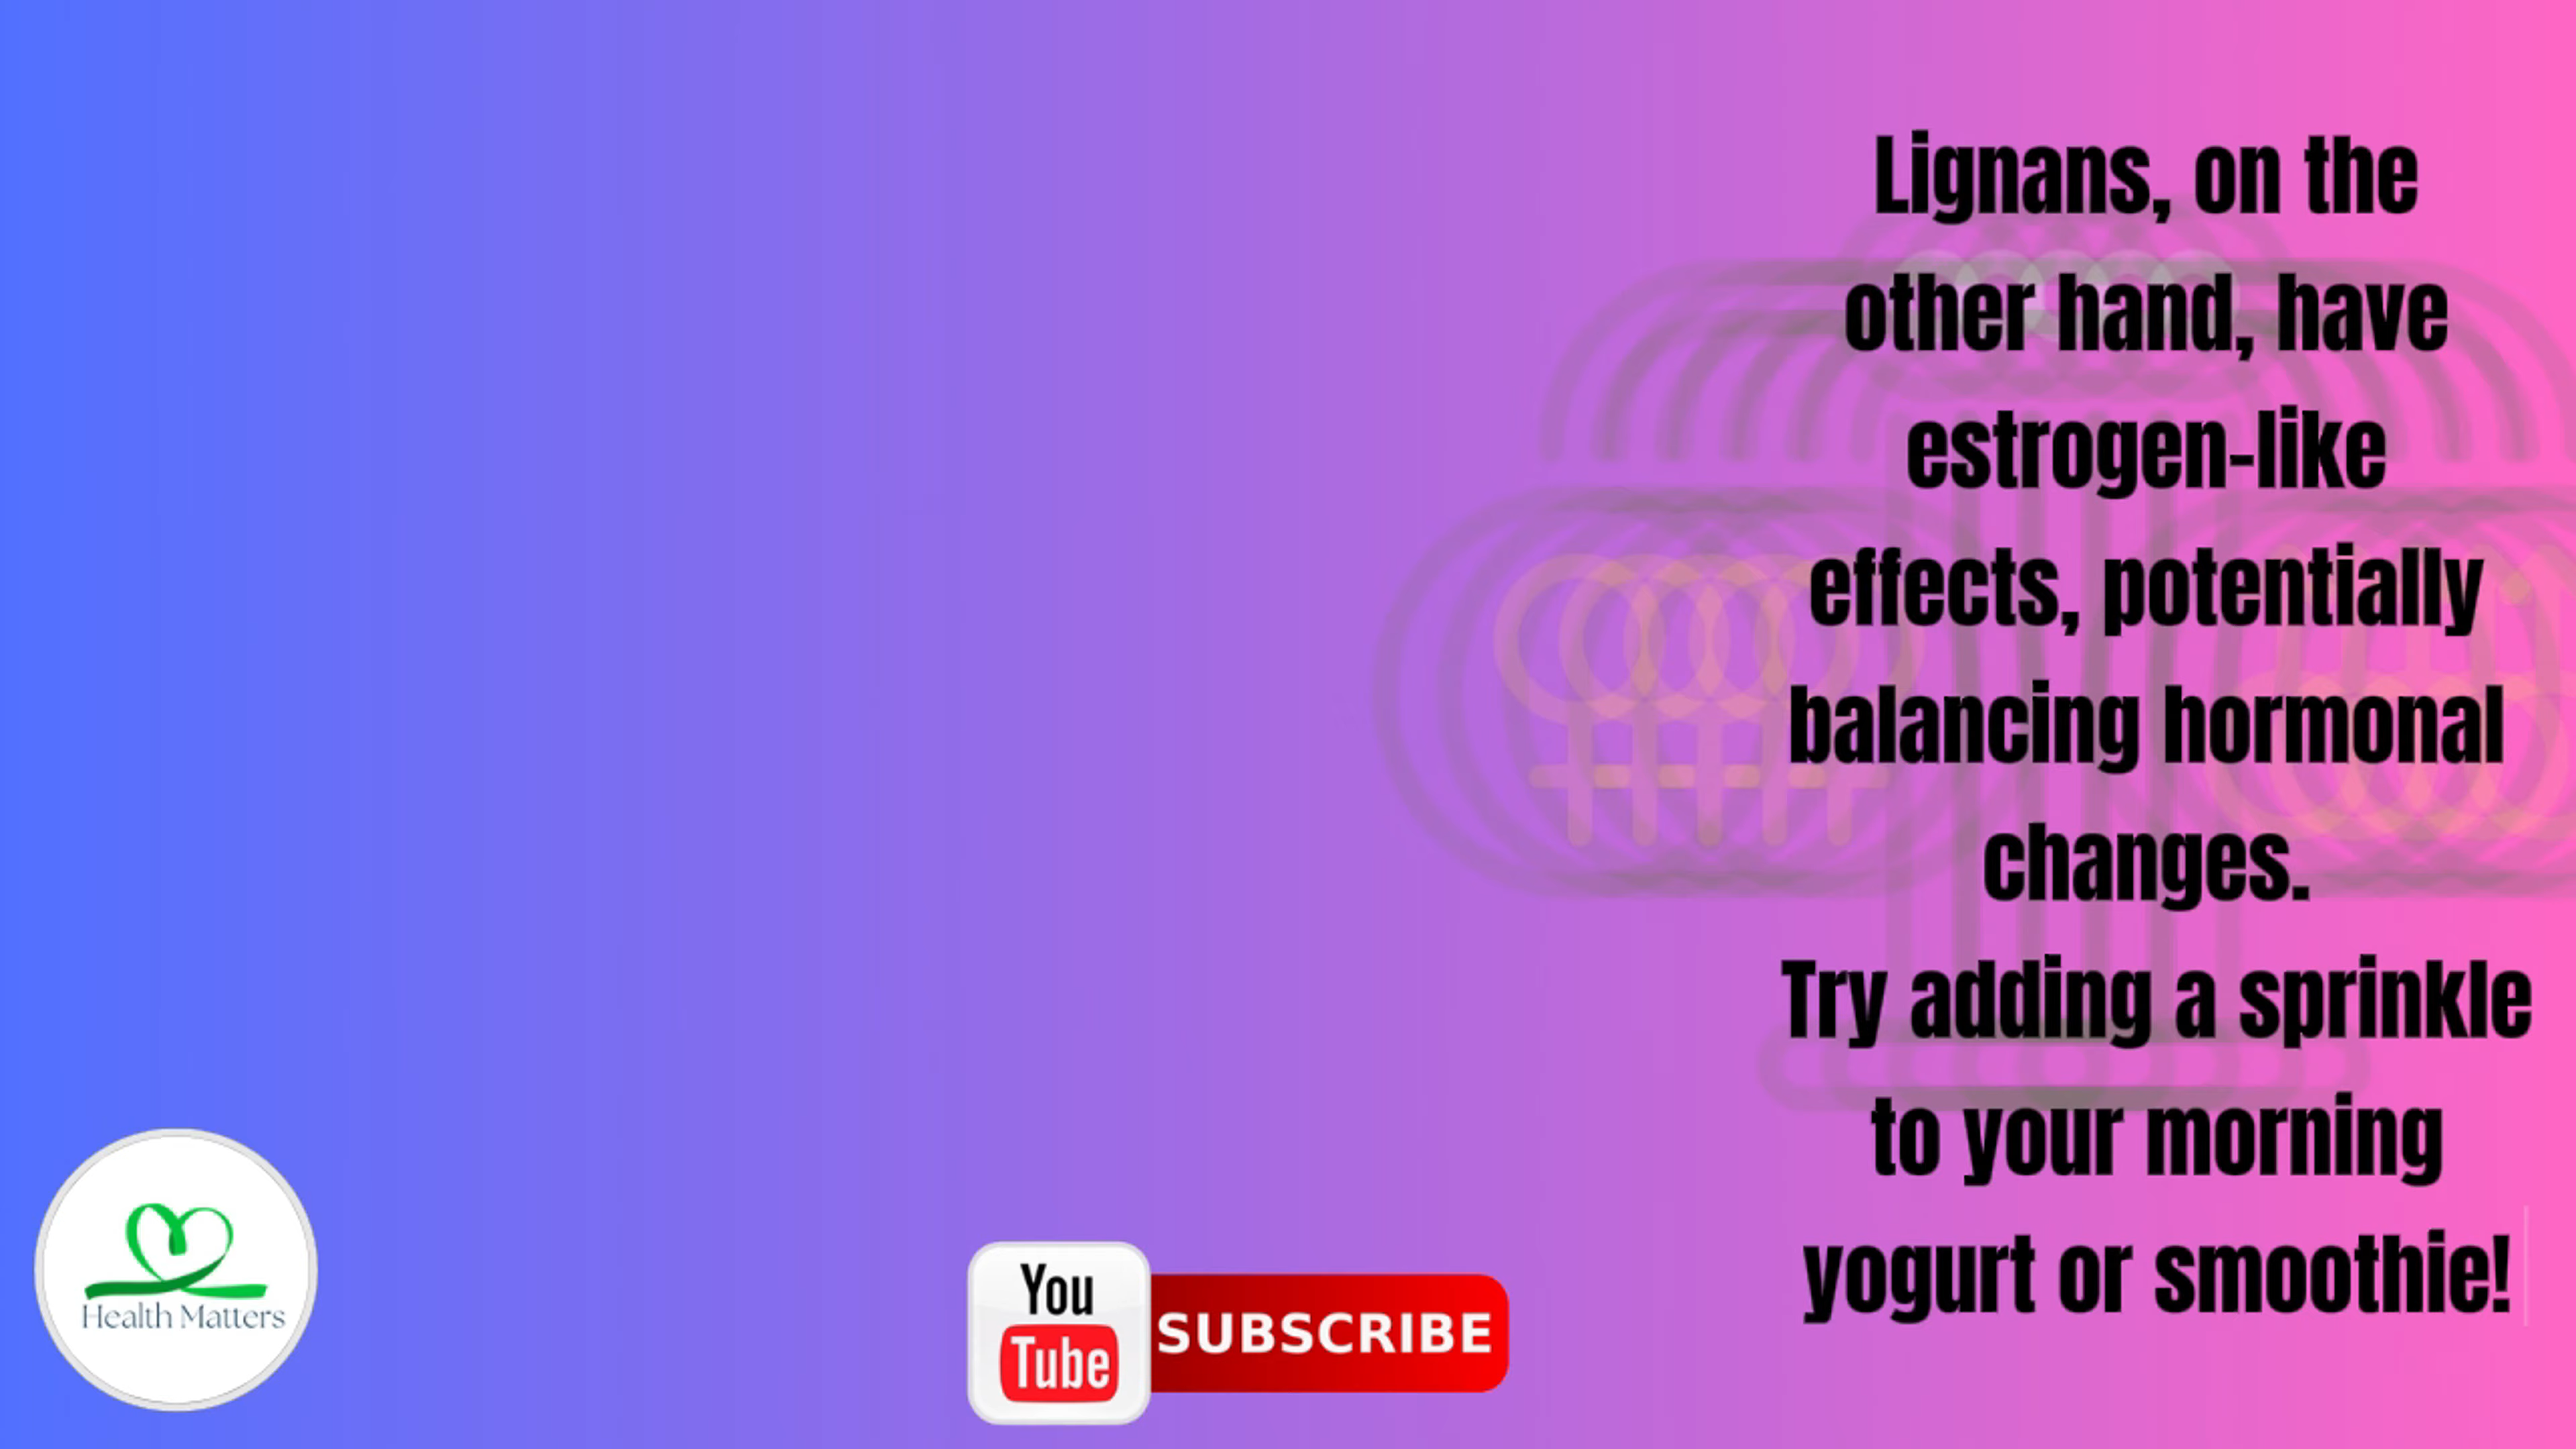 Lignans, on the
other hand, have
estrogen-like
effects, potentially
balancing hormonal
changes.
Try adding a sprinkle
to your morning
yogurt or smoothie!
Health Matters
You
Tube
SUBSCRIBE